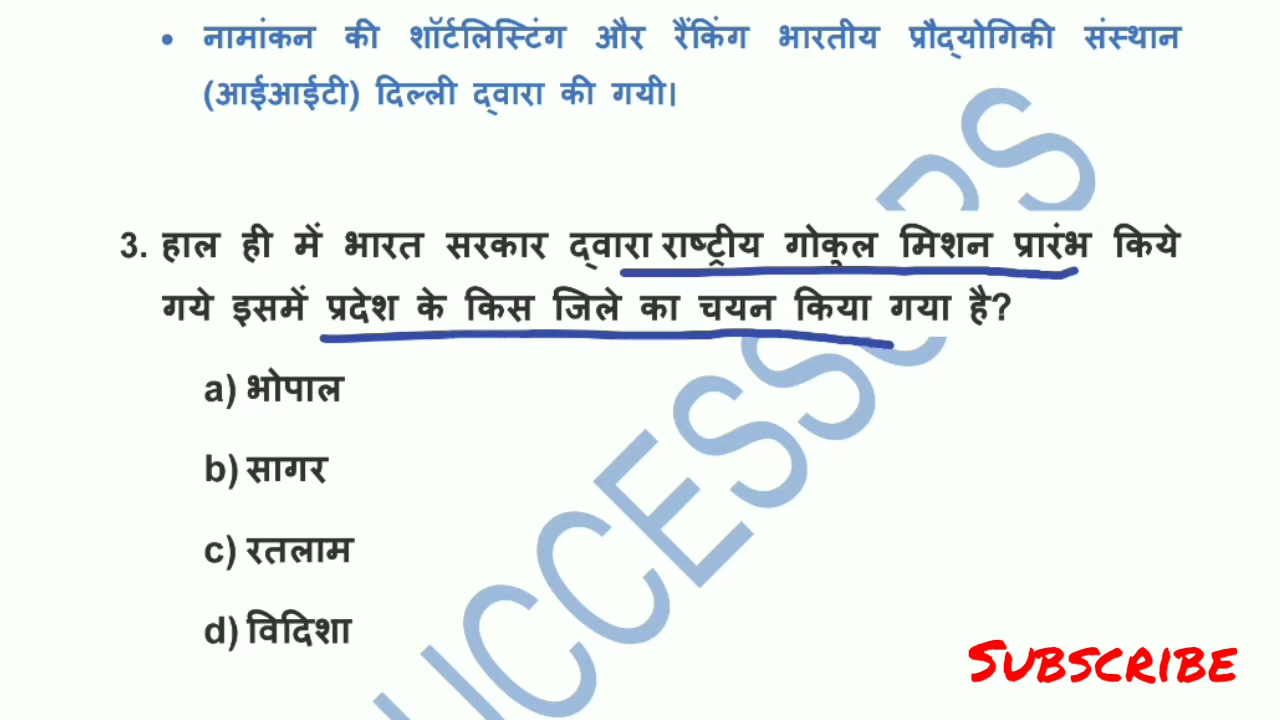 • नामांकन की शॉर्टलिस्टिंग और रैंकिंग भारतीय प्रौद्योगिकी संस्थान
(आईआईटी) दिल्ली द्वारा की गयी।
3. हाल ही में भारत सरकार द्वारा राष्ट्रीय गोकुल मिशन प्रारंभ किये
गये इसमें प्रदेश के किस जिले का चयन किया गया है?
a) भोपाल
b) सागर
c) रतलाम
d) विदिशा
SUBSCRIBE